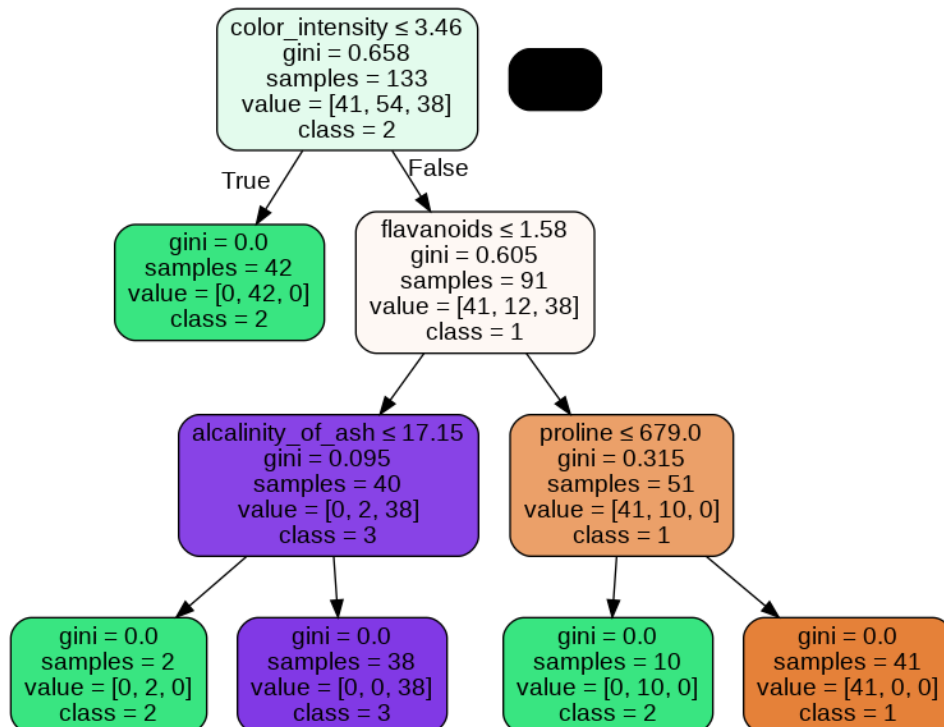 color_intensity ≤ 3.46
gini = 0.658
samples = 133
value = [41, 54, 38]
class = 2
True
False
gini = 0.0
samples = 42
value = [0, 42, 0]
class = 2
flavanoids ≤ 1.58
gini = 0.605
samples = 91
value = [41, 12, 38]
class = 1
alcalinity_of_ash ≤ 17.15
gini = 0.095
samples = 40
value = [0, 2, 38]
class = 3
proline ≤ 679.0
gini = 0.315
samples = 51
value = [41, 10, 0]
class = 1
gini = 0.0
samples = 2
value = [0, 2, 0]
class = 2
gini = 0.0
samples = 38
value = [0, 0, 38]
class = 3
gini = 0.0
samples = 10
value = [0, 10, 0]
class = 2
gini = 0.0
samples = 41
value = [41, 0, 0]
class = 1